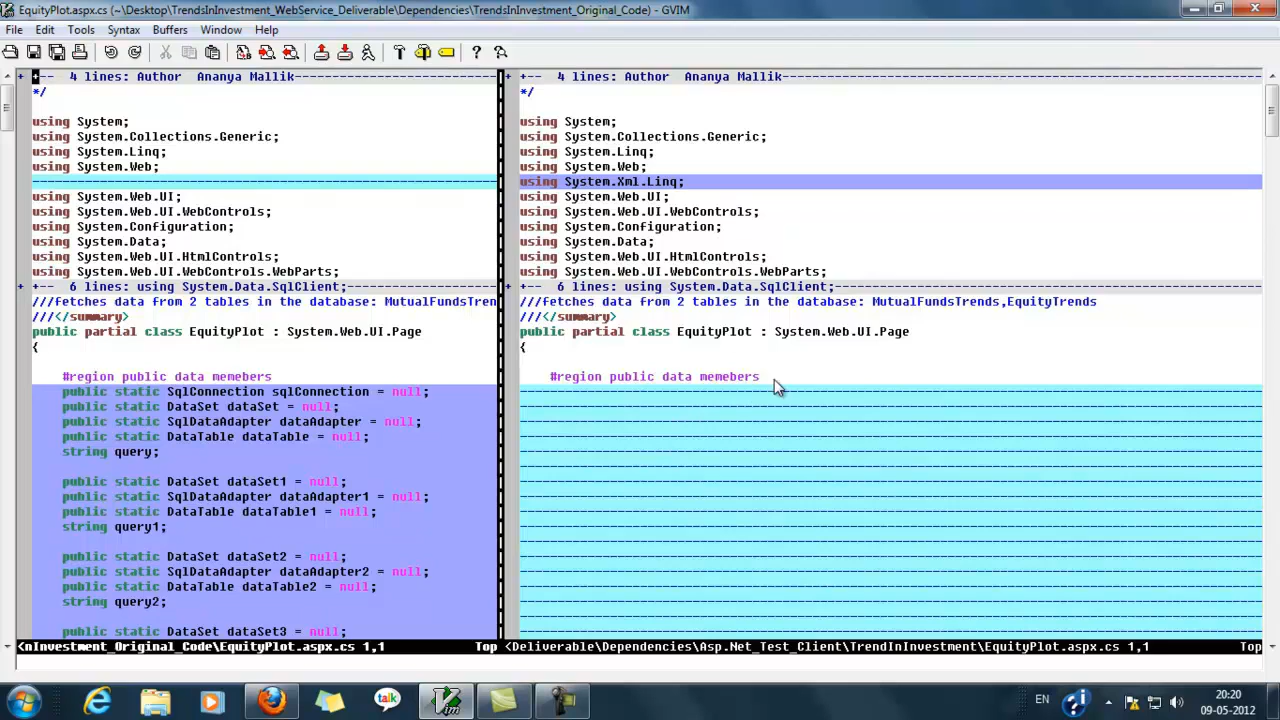 EquityPlot.aspx.cs (~\Desktop\TrendsInInvestment_WebService_Deliverable\Dependencies\TrendsInInvestment_Original_Code) - GVIM
File Edit Tools Syntax Buffers Window Help
+ +-- 4 lines: Author Ananya Mallik
*/
using System;
using System.Collections.Generic;
using System.Linq;
using System.Web;
using System.Web.UI;
using System.Web.UI.WebControls;
using System.Configuration;
using System.Data;
using System.Web.UI.HtmlControls;
using System.Web.UI.WebControls.WebParts;
+ +-- 6 lines: using System.Data.SqlClient;
///Fetches data from 2 tables in the database: MutualFundsTren
///</summary>
public partial class EquityPlot : System.Web.UI.Page
{
#region public data memebers
public static SqlConnection sqlConnection = null;
public static DataSet dataSet = null;
public static SqlDataAdapter dataAdapter = null;
public static DataTable dataTable = null;
string query;
public static DataSet dataSet1 = null;
public static SqlDataAdapter dataAdapter1 = null;
public static DataTable dataTable1 = null;
string query1;
public static DataSet dataSet2 = null;
public static SqlDataAdapter dataAdapter2 = null;
public static DataTable dataTable2 = null;
string query2;
public static DataSet dataSet3 = null;
<nInvestment_Original_Code\EquityPlot.aspx.cs 1,1 Top
+ +-- 4 lines: Author Ananya Mallik
*/
using System;
using System.Collections.Generic;
using System.Linq;
using System.Web;
using System.Xml.Linq;
using System.Web.UI;
using System.Web.UI.WebControls;
using System.Configuration;
using System.Data;
using System.Web.UI.HtmlControls;
using System.Web.UI.WebControls.WebParts;
+ +-- 6 lines: using System.Data.SqlClient;
///Fetches data from 2 tables in the database: MutualFundsTrends,EquityTrends
///</summary>
public partial class EquityPlot : System.Web.UI.Page
{
#region public data memebers
<Deliverable\Dependencies\Asp.Net_Test_Client\TrendInInvestment\EquityPlot.aspx.cs 1,1 Top
talk
EN
20:20
09-05-2012